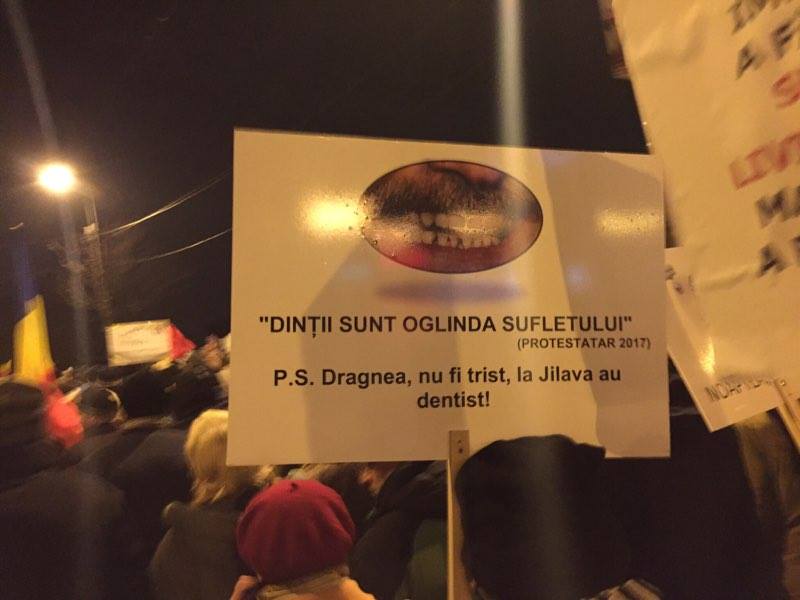 "DINȚII SUNT OGLINDA SUFLETULUI"
(PROTESTATAR 2017)
P.S. Dragnea, nu fi trist, la Jilava au
dentist!